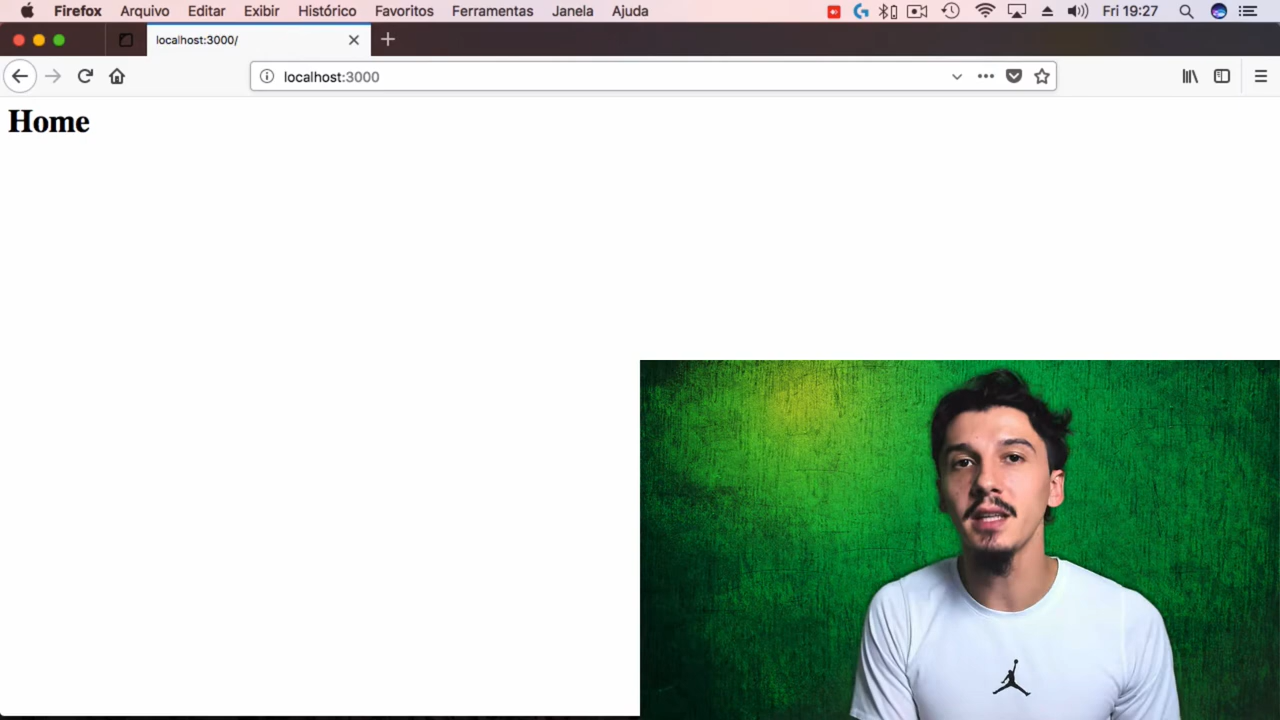 Firefox Arquivo Editar Exibir Histórico Favoritos Ferramentas Janela Ajuda Fri 19:27
localhost:3000/
localhost:3000
Home